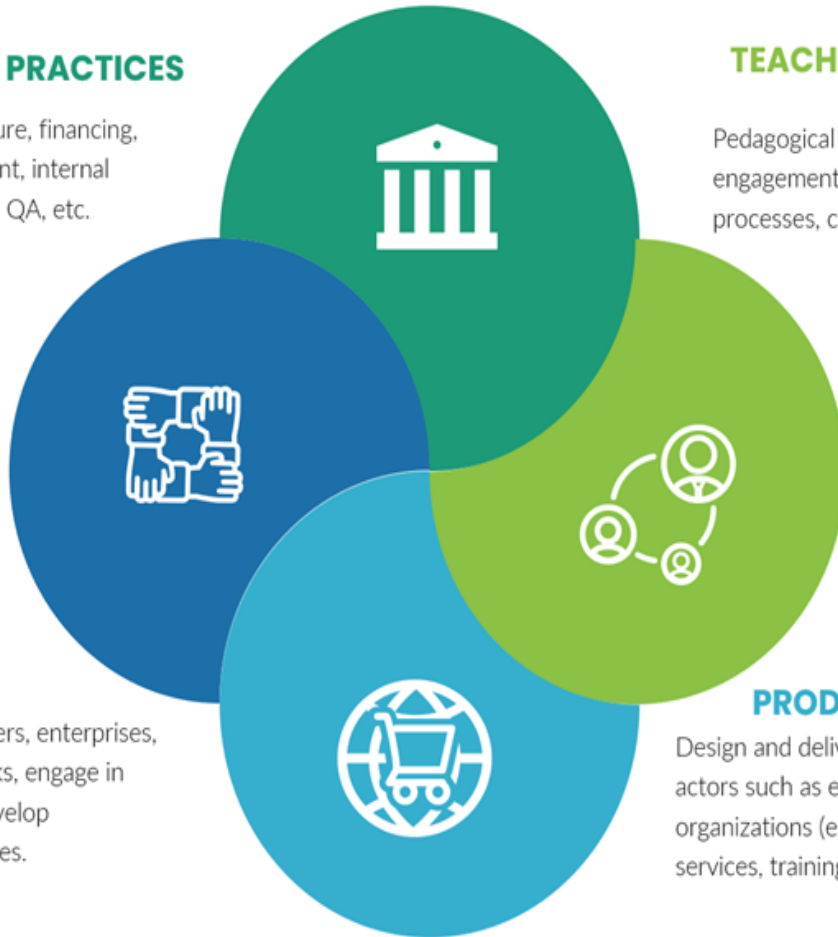 PRACTICES
ure, financing,
nt, internal
QA, etc.
TEACH
Pedagogical
engagement
processes, c
ers, enterprises,
ks, engage in
velop
es.
PROD
Design and deliv
actors such as e
organizations (e
services, training